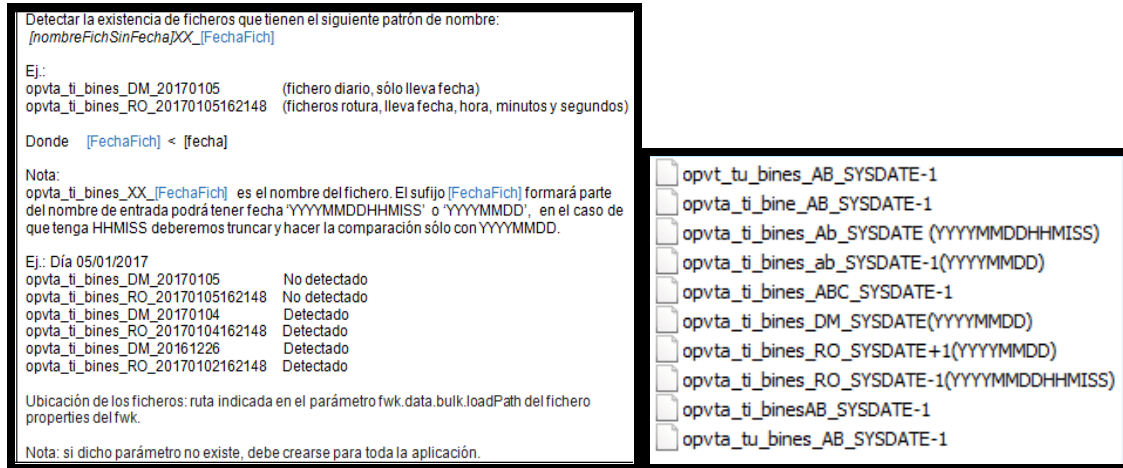 Detectar la existencia de ficheros que tienen el siguiente patrón de nombre:
[nombreFichSinFecha]XX_[FechaFich]
Ej.:
opvta_ti_bines_DM_20170105 (fichero diario, sólo lleva fecha)
opvta_ti_bines_RO_20170105162148 (ficheros rotura, lleva fecha, hora, minutos y segundos)
Donde [FechaFich] < [fecha]
Nota:
opvta_ti_bines_XX_[FechaFich] es el nombre del fichero. El sufijo [FechaFich] formará parte
del nombre de entrada podrá tener fecha ‘YYYYMMDDHHMISS’ o ‘YYYYMMDD’, en el caso de
que tenga HHMISS deberemos truncar y hacer la comparación sólo con YYYYMMDD.
Ej.: Día 05/01/2017
opvta_ti_bines_DM_20170105 No detectado
opvta_ti_bines_RO_20170105162148 No detectado
opvta_ti_bines_DM_20170104 Detectado
opvta_ti_bines_RO_20170104162148 Detectado
opvta_ti_bines_DM_20161226 Detectado
opvta_ti_bines_RO_20170102162148 Detectado
Ubicación de los ficheros: ruta indicada en el parámetro fwk.data.bulk.loadPath del fichero
properties del fwk.
Nota: si dicho parámetro no existe, debe crearse para toda la aplicación.
opvt_tu_bines_AB_SYSDATE-1
opvta_ti_bine_AB_SYSDATE-1
opvta_ti_bines_Ab_SYSDATE (YYYYMMDDHHMISS)
opvta_ti_bines_ab_SYSDATE-1(YYYYMMDD)
opvta_ti_bines_ABC_SYSDATE-1
opvta_ti_bines_DM_SYSDATE(YYYYMMDD)
opvta_ti_bines_RO_SYSDATE+1(YYYYMMDD)
opvta_ti_bines_RO_SYSDATE-1(YYYYMMDDHHMISS)
opvta_ti_binesAB_SYSDATE-1
opvta_tu_bines_AB_SYSDATE-1